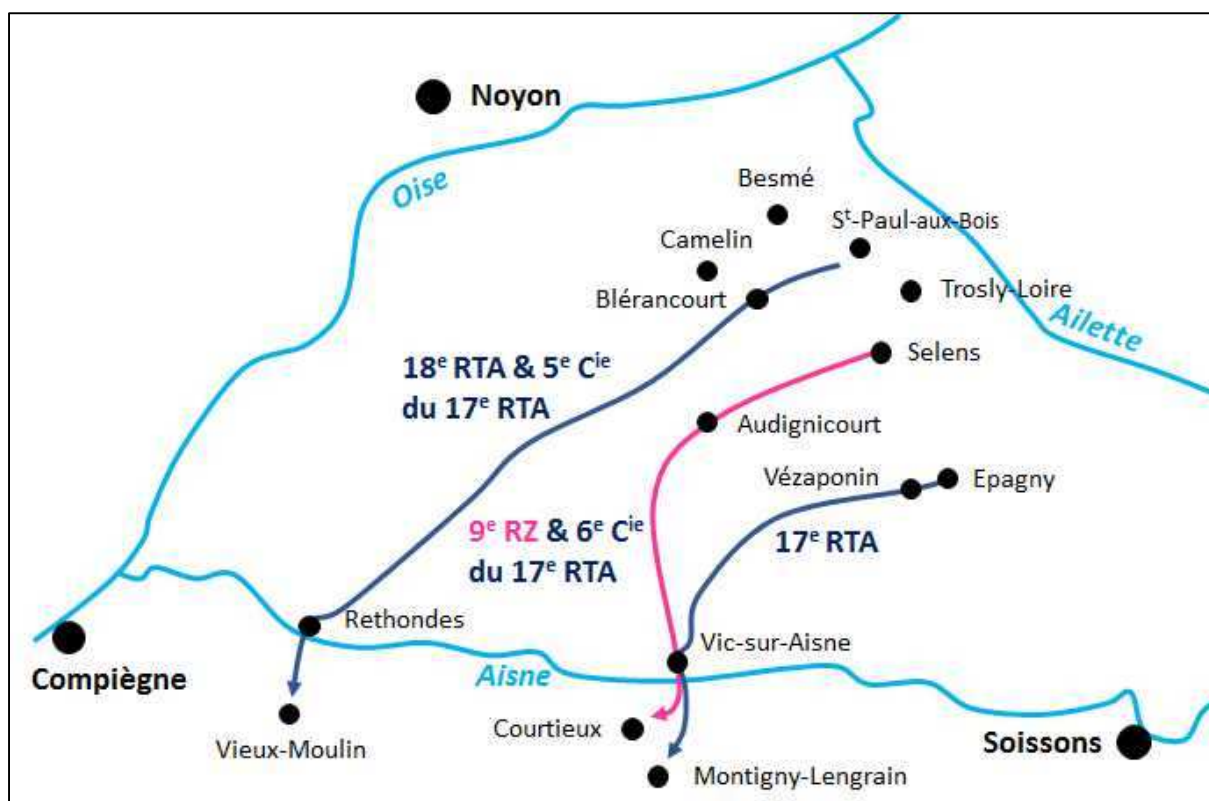 Noyon
Oise
Besmé
Sᵗ-Paul-aux-Bois
Camelin
Blérancourt
Trosly-Loire
Ailette
Selens
18ᵉ RTA & 5ᵉ Cⁱᵉ
du 17ᵉ RTA
Audignicourt
Vézaponin
Epagny
9ᵉ RZ & 6ᵉ Cⁱᵉ
du 17ᵉ RTA
17ᵉ RTA
Rethondes
Vic-sur-Aisne
Compiègne
Aisne
Courtieux
Soissons
Vieux-Moulin
Montigny-Lengrain